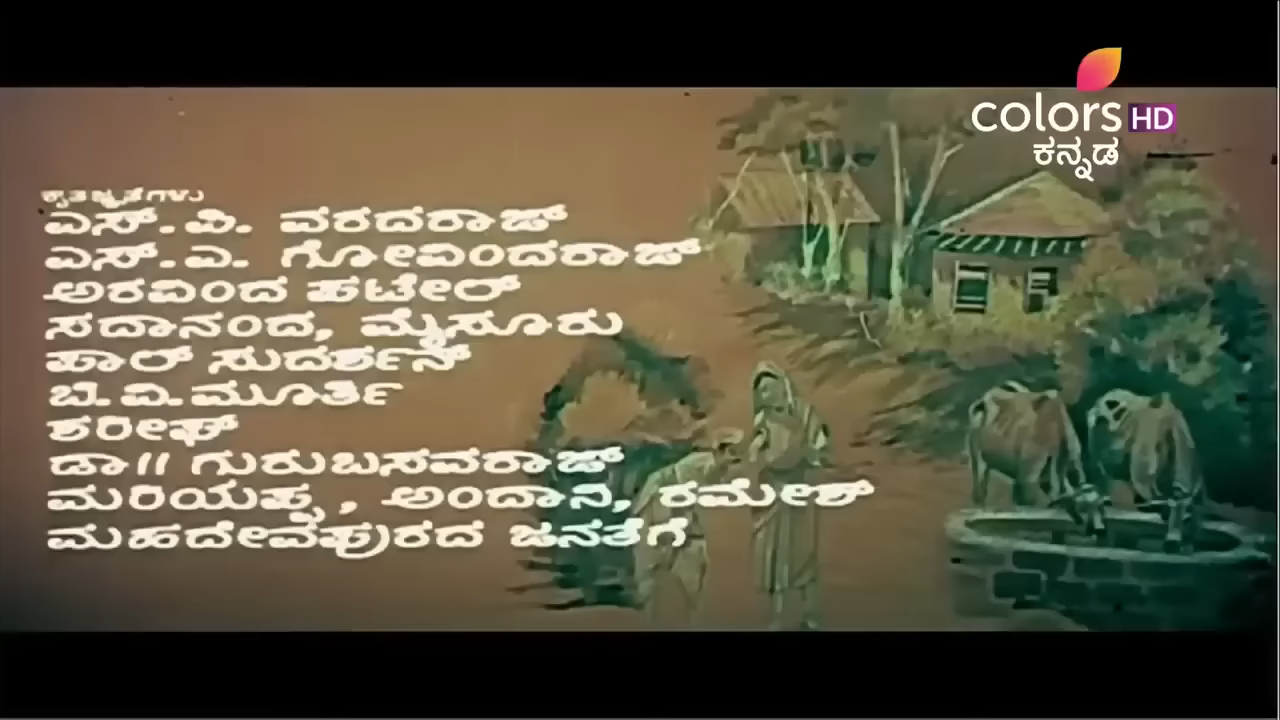 colors HD
ಕನ್ನಡ
ಕೃತಜ್ಞತೆಗಳು
ಎಸ್. ಪಿ. ವರದರಾಜ್
ಎಸ್. ಎ. ಗೋವಿಂದರಾಜ್
ಅರವಿಂದ ಪಟೇಲ್
ಸದಾನಂದ, ಮೈಸೂರು
ಪಾಲ್ ಸುದರ್ಶನ್
ಬಿ. ವಿ. ಮೂರ್ತಿ
ಶರೀಫ್
ಡಾ|| ಗುರುಬಸವರಾಜ್
ಮರಿಯಪ್ಪ, ಅಂದಾನಿ, ರಮೇಶ್
ಮಹದೇವಪುರದ ಜನತೆಗೆ